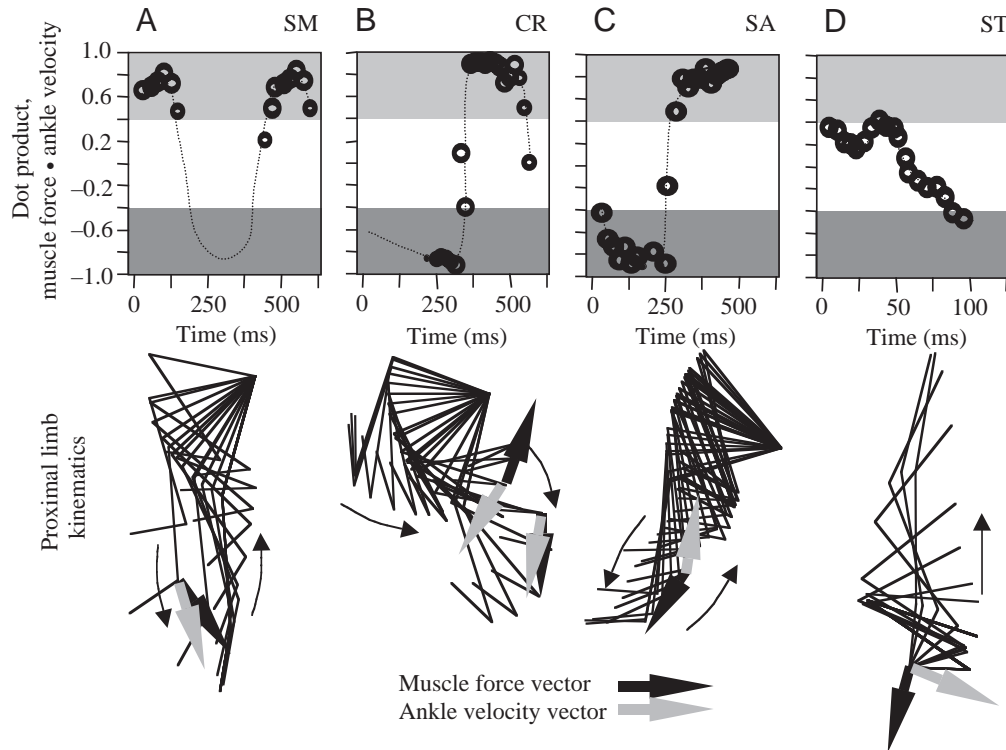 A SM B CR C SA D ST
Dot product,
muscle force • ankle velocity
1.0
0.6
0.2
−0.2
−0.6
−1.0
0 250 500 0 250 500 0 250 500 0 50 100
Time (ms) Time (ms) Time (ms) Time (ms)
Proximal limb
kinematics
Muscle force vector
Ankle velocity vector